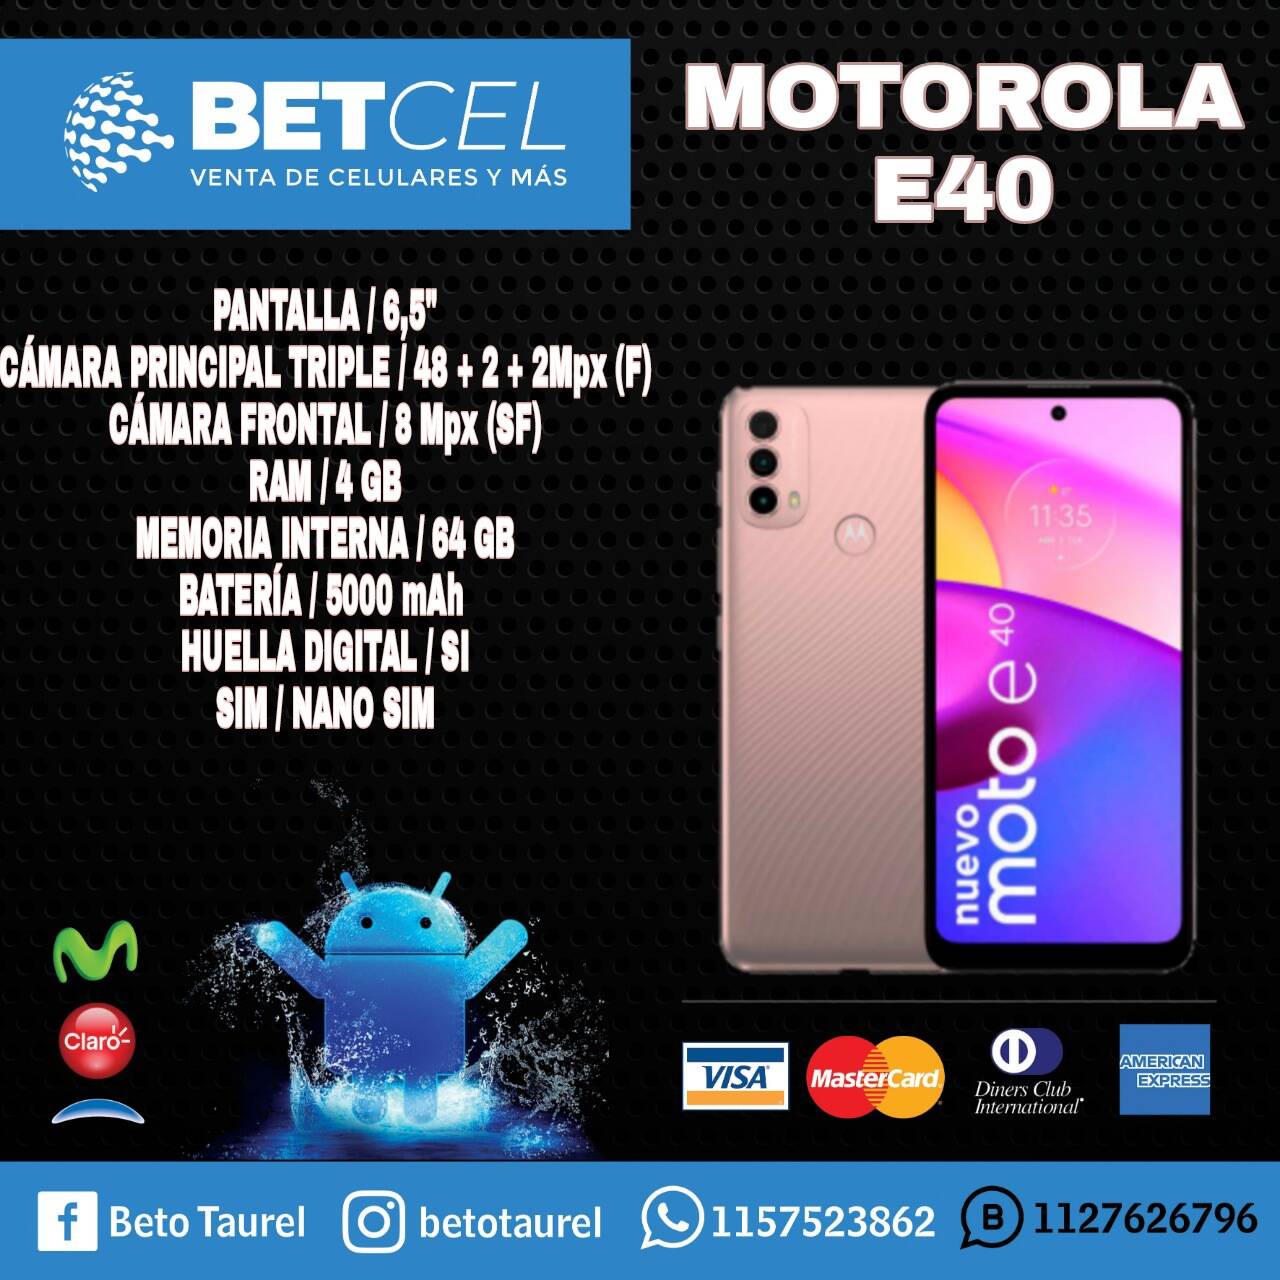 BETCEL
VENTA DE CELULARES Y MÁS
MOTOROLA
E40
PANTALLA / 6,5"
CÁMARA PRINCIPAL TRIPLE / 48 + 2 + 2Mpx (F)
CÁMARA FRONTAL / 8 Mpx (SF)
RAM / 4 GB
MEMORIA INTERNA / 64 GB
BATERÍA / 5000 mAh
HUELLA DIGITAL / SI
SIM / NANO SIM
11:35
nuevo
moto e 40
Claro
VISA
MasterCard
Diners Club
International
AMERICAN
EXPRESS
Beto Taurel
betotaurel
1157523862
B
1127626796